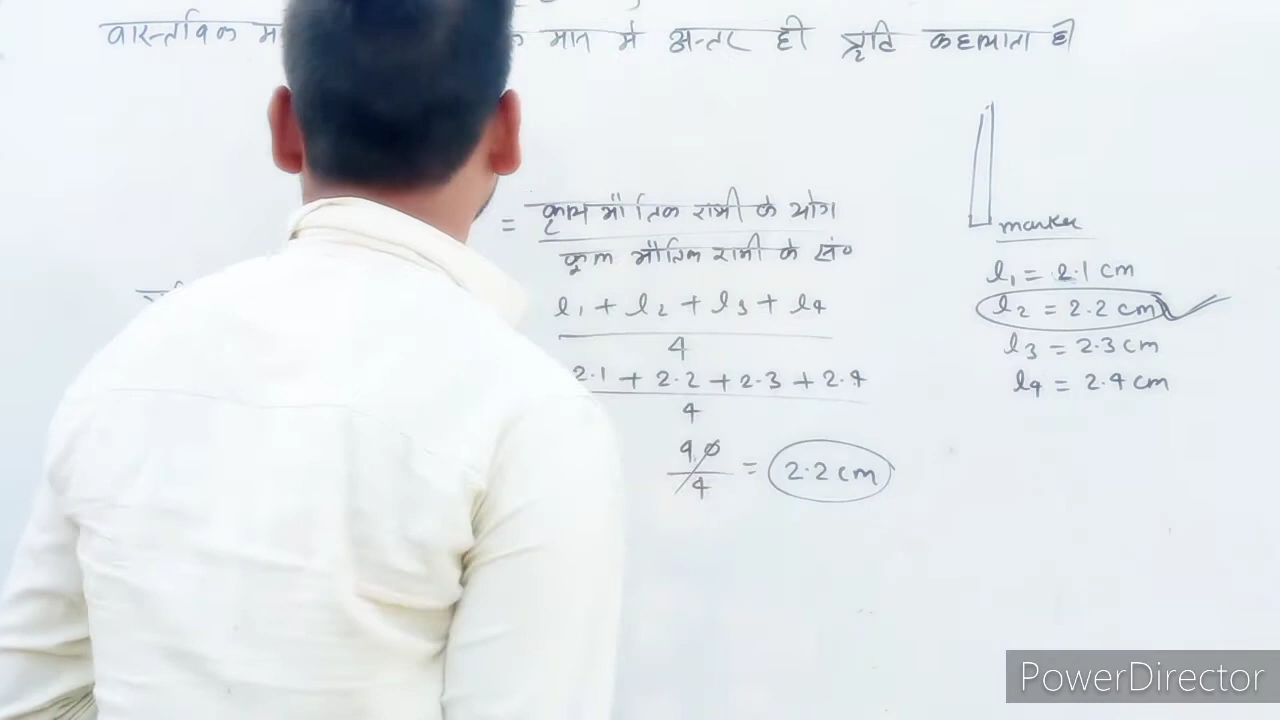 वास्तविक मान मे अन्तर ही त्रुटि कहलाता है
= कुल भौतिक राशी के योग
कुल भौतिक राशी के सं०
l₁ + l₂ + l₃ + l₄
4
2.1 + 2.2 + 2.3 + 2.4
4
9.0
4
= 2.2 cm
marker
l₁ = 2.1 cm
l₂ = 2.2 cm
l₃ = 2.3 cm
l₄ = 2.4 cm
PowerDirector